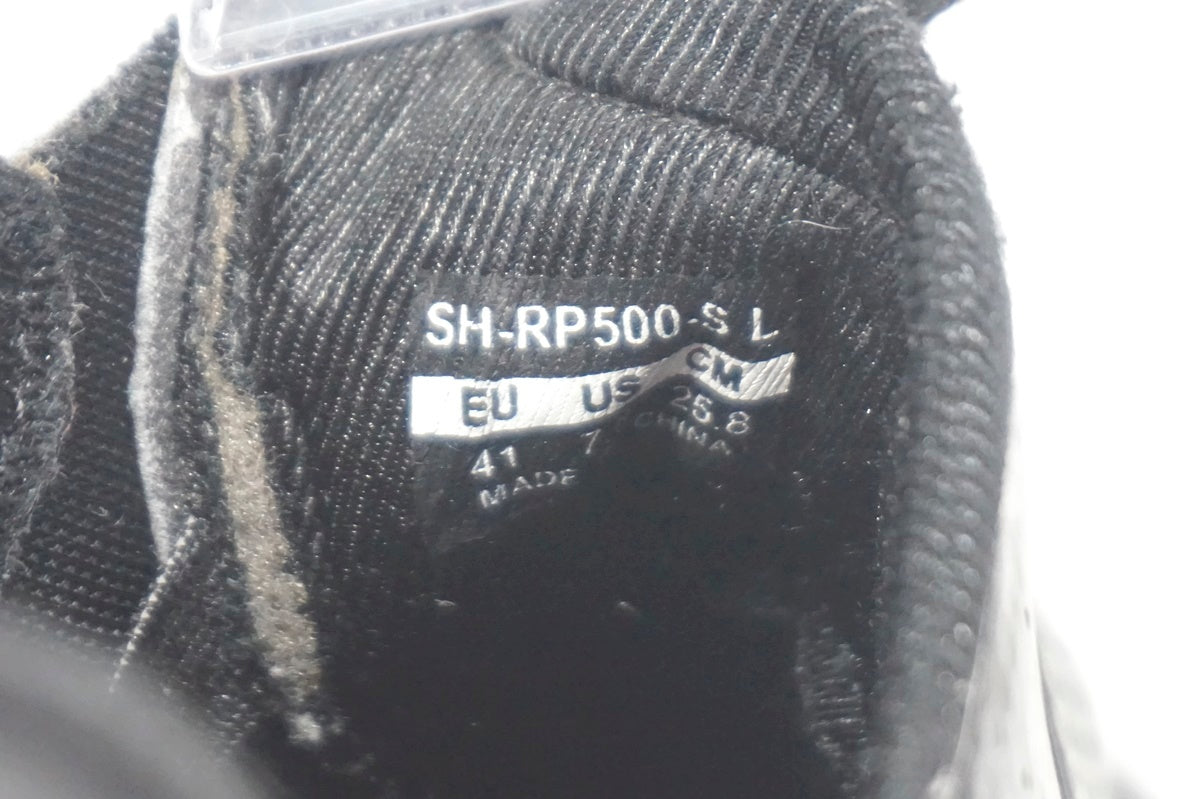 SH-RP500-S L
EU US CM
41 7 25.8
MADE CHINA